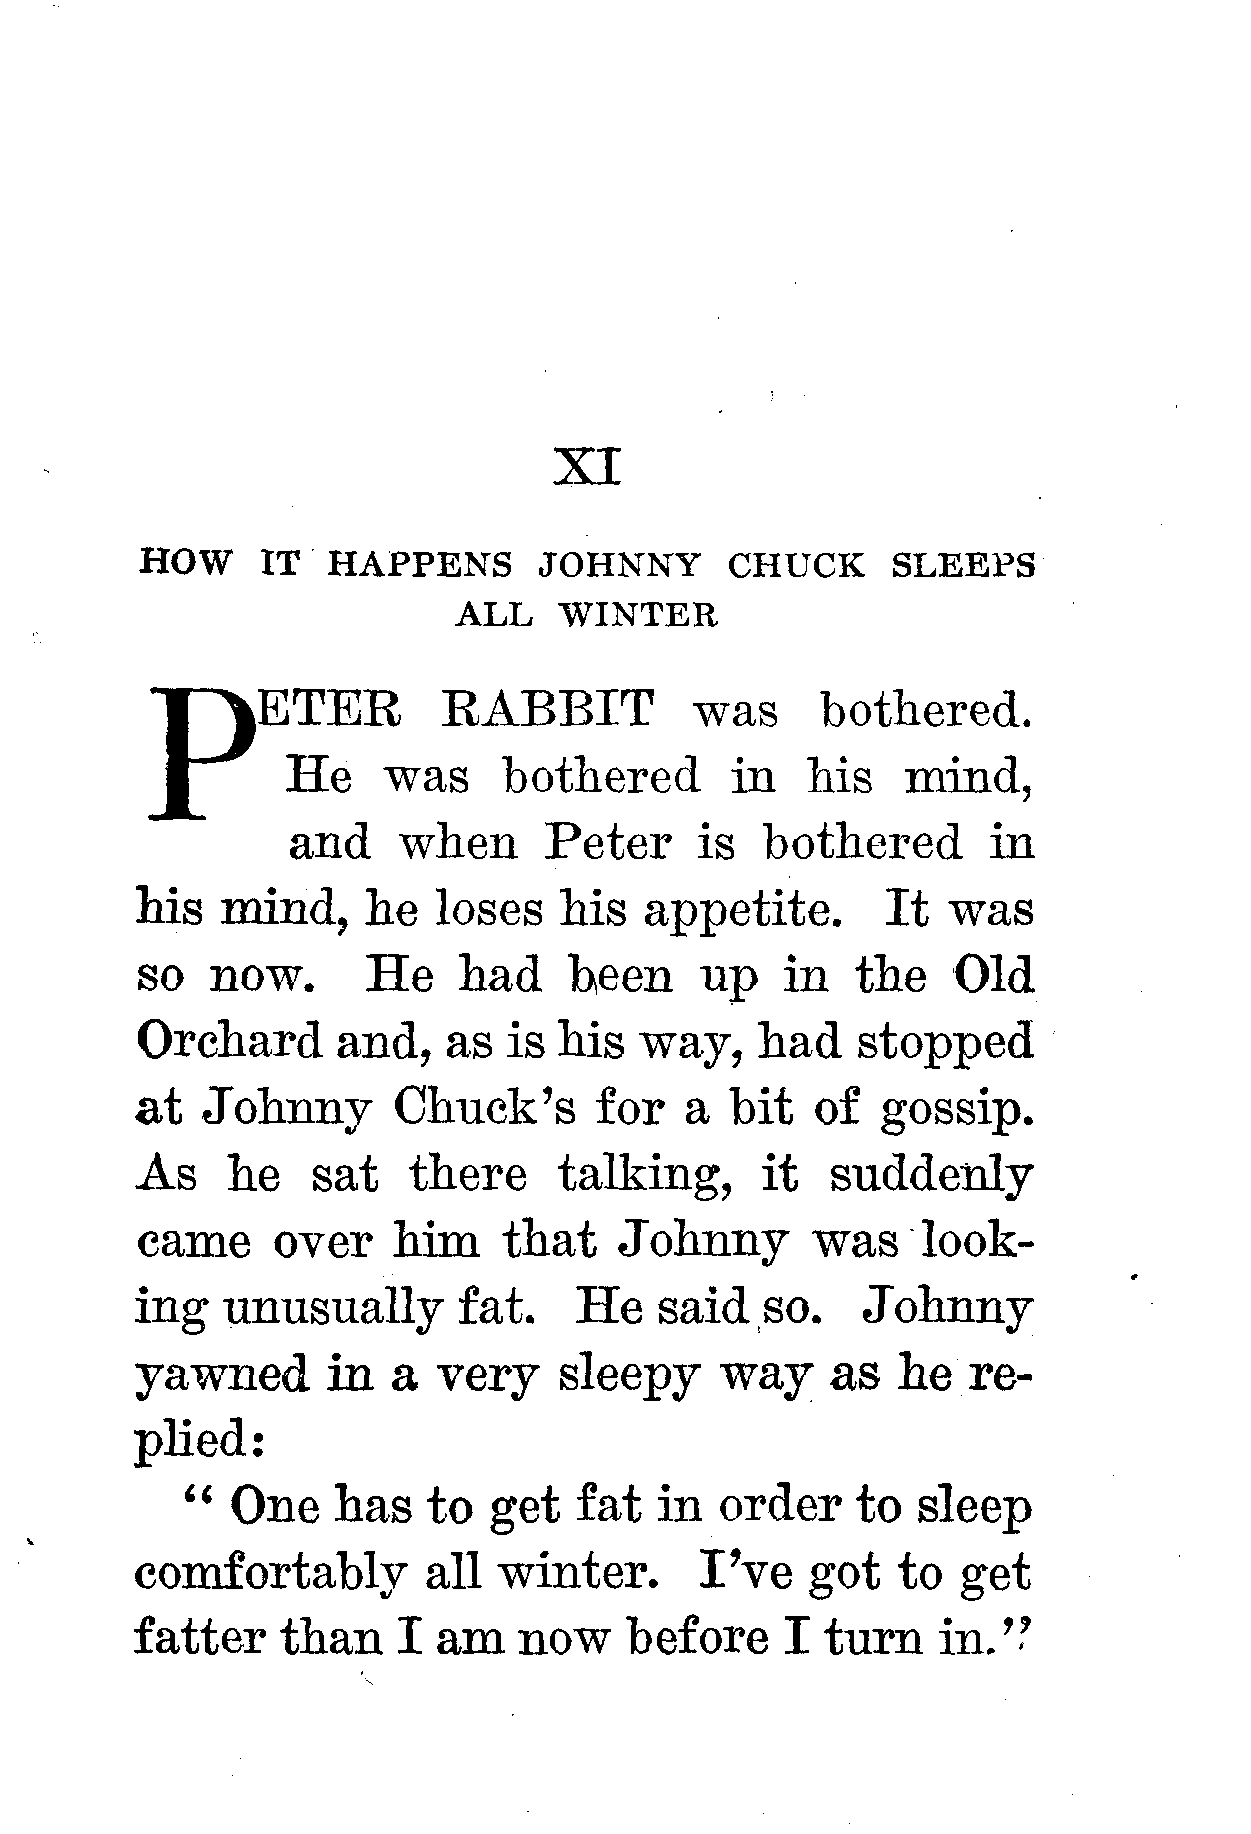 XI
HOW IT HAPPENS JOHNNY CHUCK SLEEPS
ALL WINTER
PETER RABBIT was bothered.
He was bothered in his mind,
and when Peter is bothered in
his mind, he loses his appetite. It was
so now. He had been up in the Old
Orchard and, as is his way, had stopped
at Johnny Chuck's for a bit of gossip.
As he sat there talking, it suddenly
came over him that Johnny was look-
ing unusually fat. He said so. Johnny
yawned in a very sleepy way as he re-
plied:
“ One has to get fat in order to sleep
comfortably all winter. I've got to get
fatter than I am now before I turn in.”